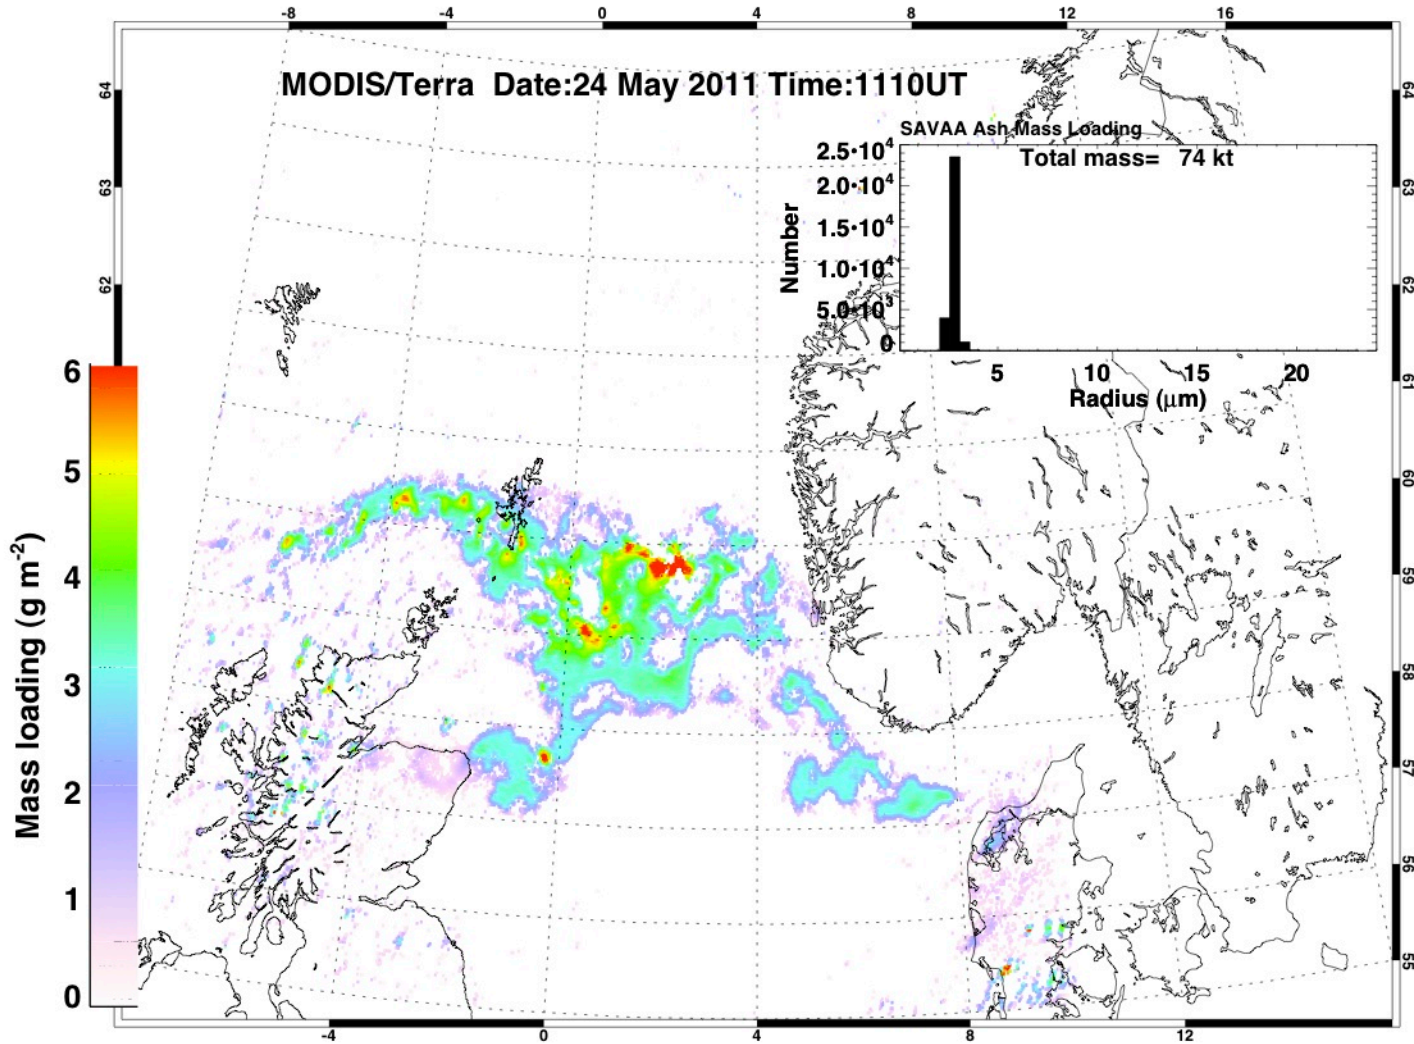 -8 -4 0 4 8 12 16
MODIS/Terra Date:24 May 2011 Time:1110UT
SAVAA Ash Mass Loading
Total mass= 74 kt
Number
2.5•10⁴
2.0•10⁴
1.5•10⁴
1.0•10⁴
5.0•10³
0
5 10 15 20
Radius (μm)
64
63
62
64
63
62
61
60
59
58
57
56
55
Mass loading (g m⁻²)
6
5
4
3
2
1
0
-4 0 4 8 12